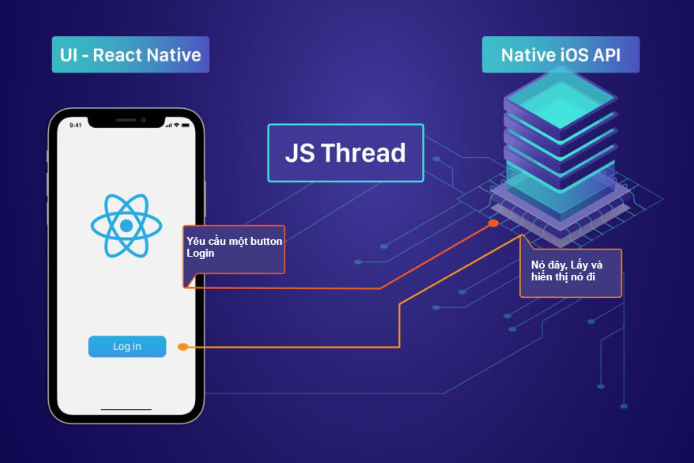 UI - React Native
Native iOS API
9:41
JS Thread
Yêu cầu một button
Login
Nó đây, Lấy và
hiển thị nó đi
Log in